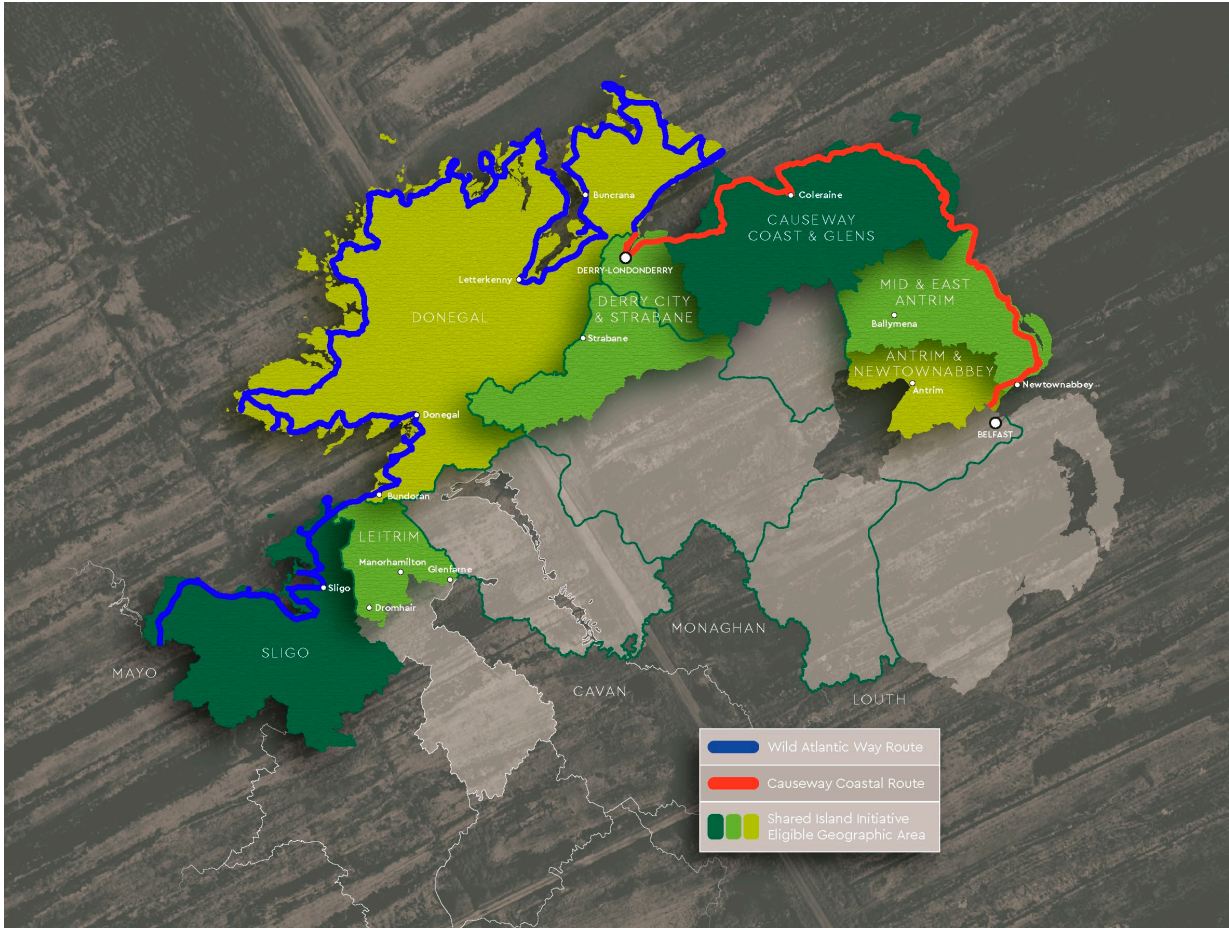 Buncrana
Coleraine
CAUSEWAY
COAST & GLENS
DERRY-LONDONDERRY
Letterkenny
MID & EAST
ANTRIM
DERRY CITY
& STRABANE
DONEGAL
Ballymena
Strabane
ANTRIM &
NEWTOWNABBEY
Antrim
Newtownabbey
Donegal
BELFAST
Bundoran
LEITRIM
Manorhamilton
Glenfarne
Sligo
Dromhair
MONAGHAN
SLIGO
MAYO
CAVAN
LOUTH
Wild Atlantic Way Route
Causeway Coastal Route
Shared Island Initiative
Eligible Geographic Area